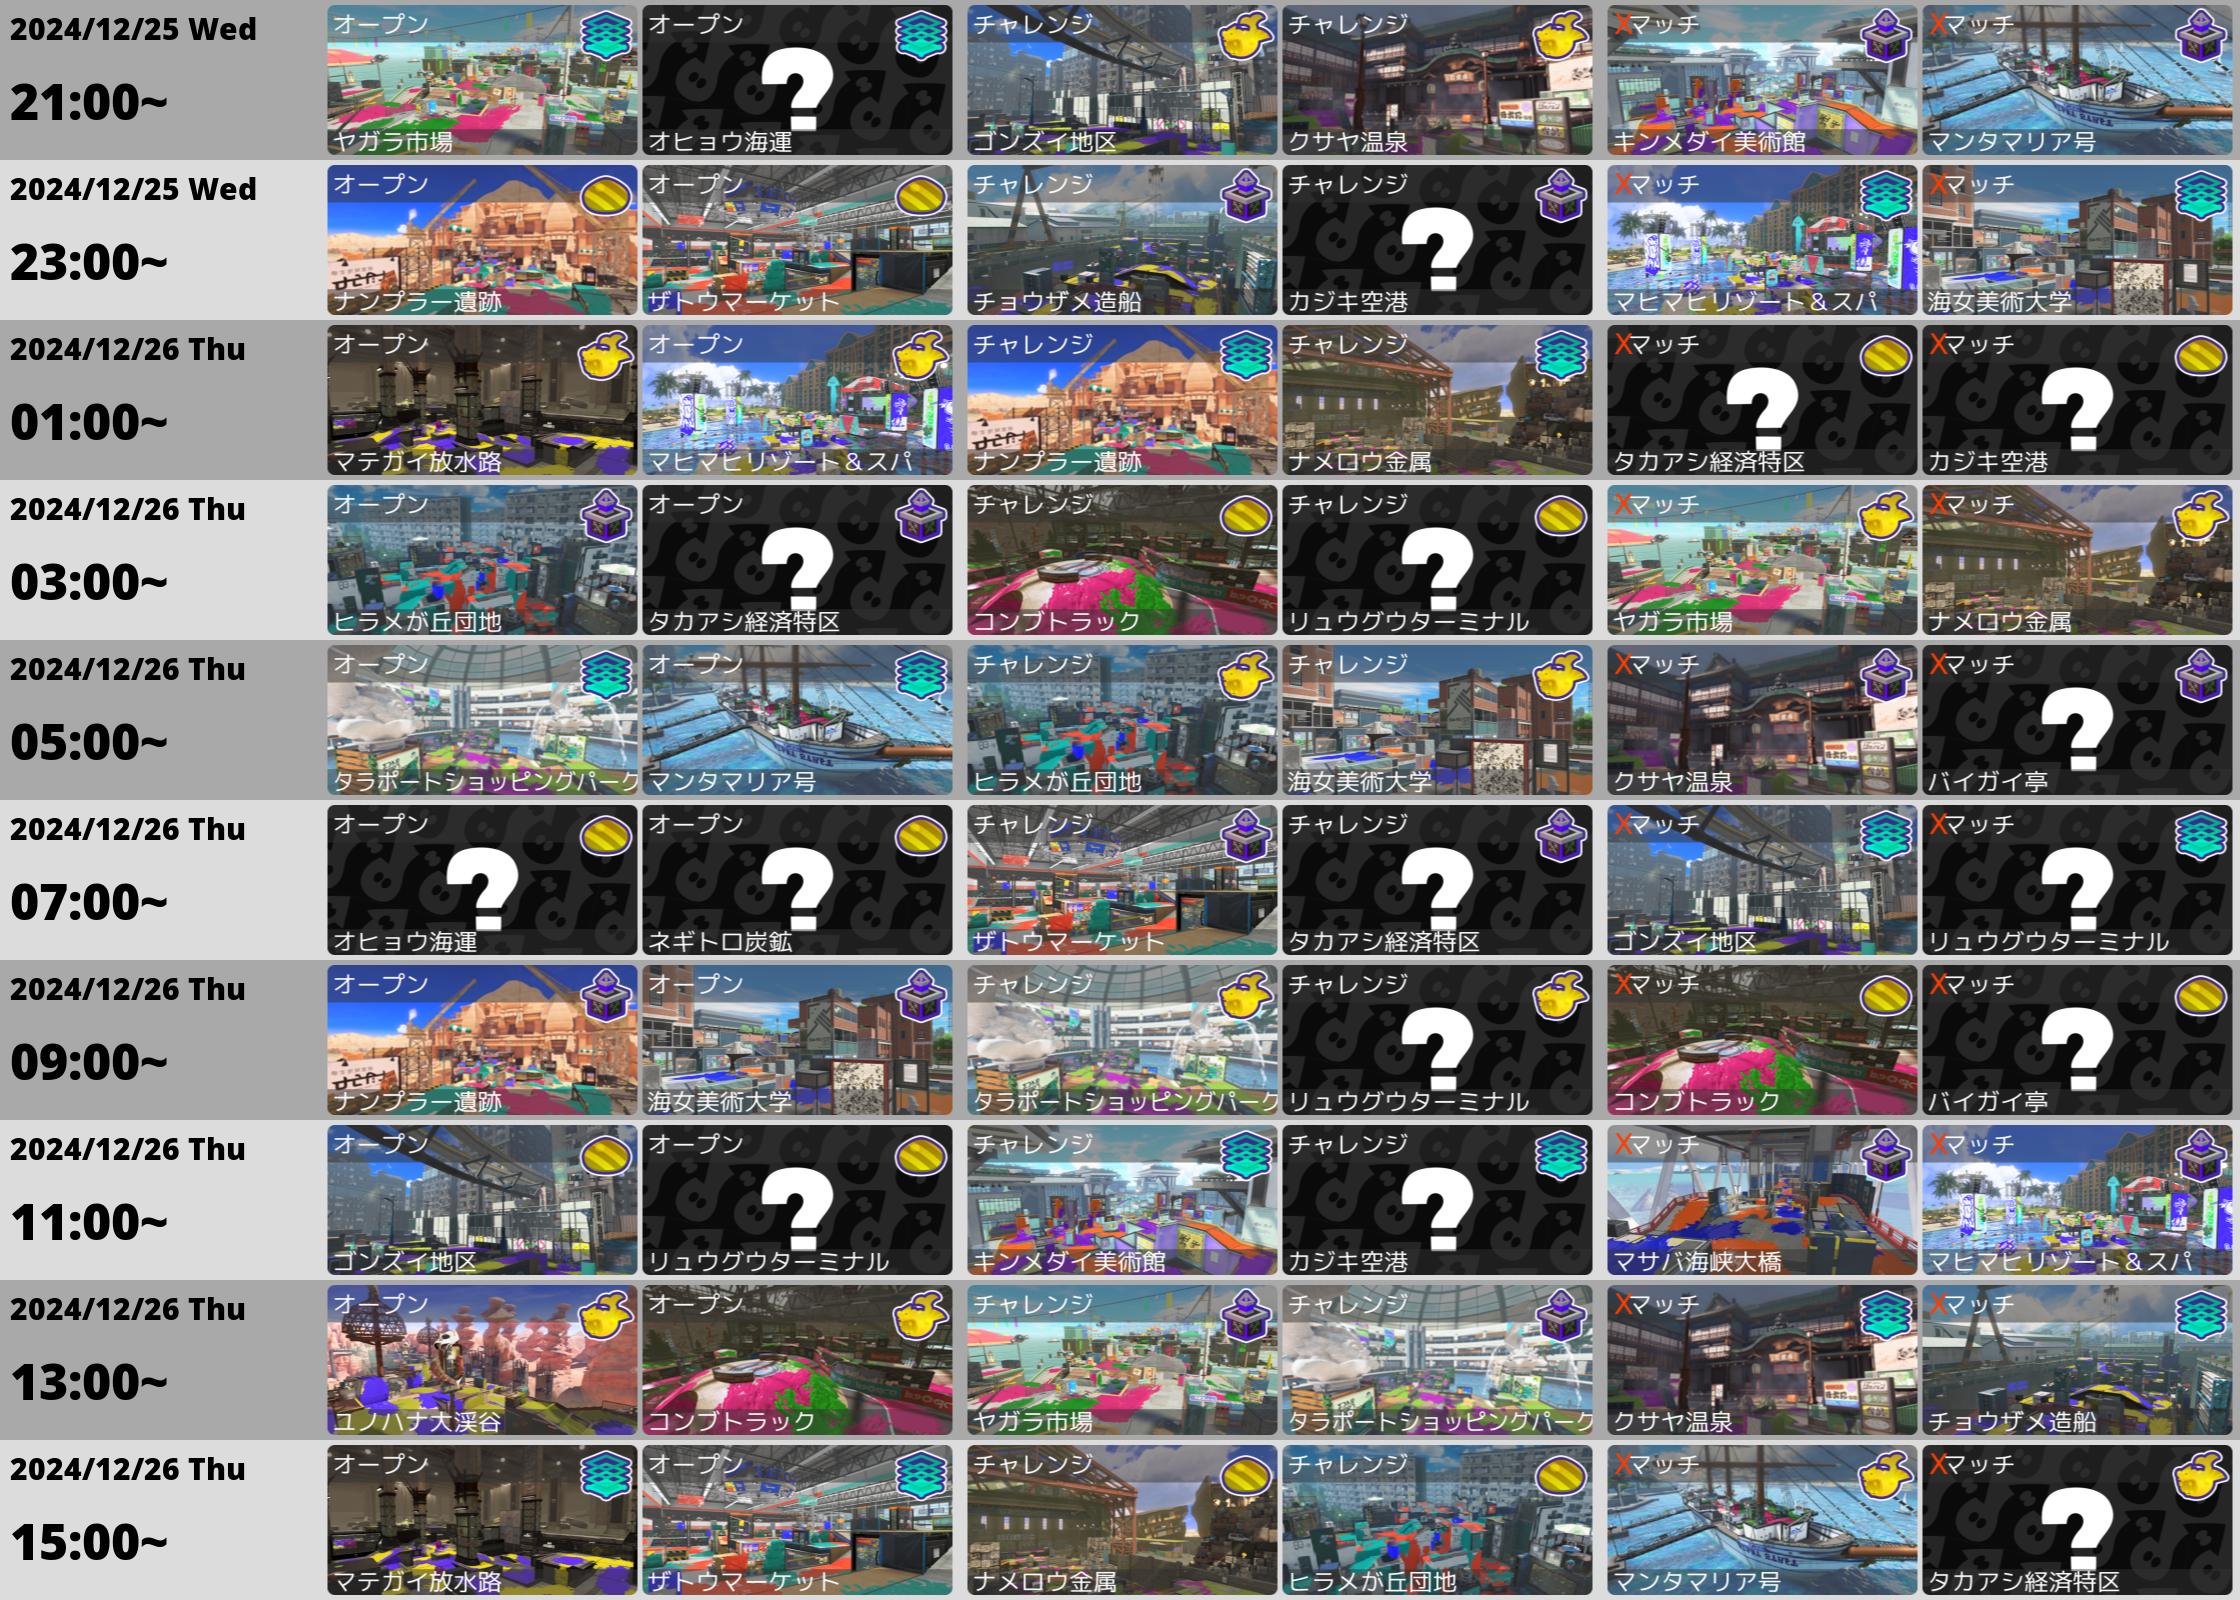 2024/12/25 Wed
21:00~
オープン
ヤガラ市場
オープン
オヒョウ海運
チャレンジ
ゴンズイ地区
チャレンジ
クサヤ温泉
Xマッチ
キンメダイ美術館
Xマッチ
マンタマリア号
2024/12/25 Wed
23:00~
オープン
ナンプラー遺跡
オープン
ザトウマーケット
チャレンジ
チョウザメ造船
チャレンジ
カジキ空港
Xマッチ
マヒマヒリゾート&スパ
Xマッチ
海女美術大学
2024/12/26 Thu
01:00~
オープン
マテガイ放水路
オープン
マヒマヒリゾート&スパ
チャレンジ
ナンプラー遺跡
チャレンジ
ナメロウ金属
Xマッチ
タカアシ経済特区
Xマッチ
カジキ空港
2024/12/26 Thu
03:00~
オープン
ヒラメが丘団地
オープン
タカアシ経済特区
チャレンジ
コンブトラック
チャレンジ
リュウグウターミナル
Xマッチ
ヤガラ市場
Xマッチ
ナメロウ金属
2024/12/26 Thu
05:00~
オープン
タラポートショッピングパーク
オープン
マンタマリア号
チャレンジ
ヒラメが丘団地
チャレンジ
海女美術大学
Xマッチ
クサヤ温泉
Xマッチ
バイガイ亭
2024/12/26 Thu
07:00~
オープン
オヒョウ海運
オープン
ネギトロ炭鉱
チャレンジ
ザトウマーケット
チャレンジ
タカアシ経済特区
Xマッチ
ゴンズイ地区
Xマッチ
リュウグウターミナル
2024/12/26 Thu
09:00~
オープン
ナンプラー遺跡
オープン
海女美術大学
チャレンジ
タラポートショッピングパーク
チャレンジ
リュウグウターミナル
Xマッチ
コンブトラック
Xマッチ
バイガイ亭
2024/12/26 Thu
11:00~
オープン
ゴンズイ地区
オープン
リュウグウターミナル
チャレンジ
キンメダイ美術館
チャレンジ
カジキ空港
Xマッチ
マサバ海峡大橋
Xマッチ
マヒマヒリゾート&スパ
2024/12/26 Thu
13:00~
オープン
ユノハナ大渓谷
オープン
コンブトラック
チャレンジ
ヤガラ市場
チャレンジ
タラポートショッピングパーク
Xマッチ
クサヤ温泉
Xマッチ
チョウザメ造船
2024/12/26 Thu
15:00~
オープン
マテガイ放水路
オープン
ザトウマーケット
チャレンジ
ナメロウ金属
チャレンジ
ヒラメが丘団地
Xマッチ
マンタマリア号
Xマッチ
タカアシ経済特区